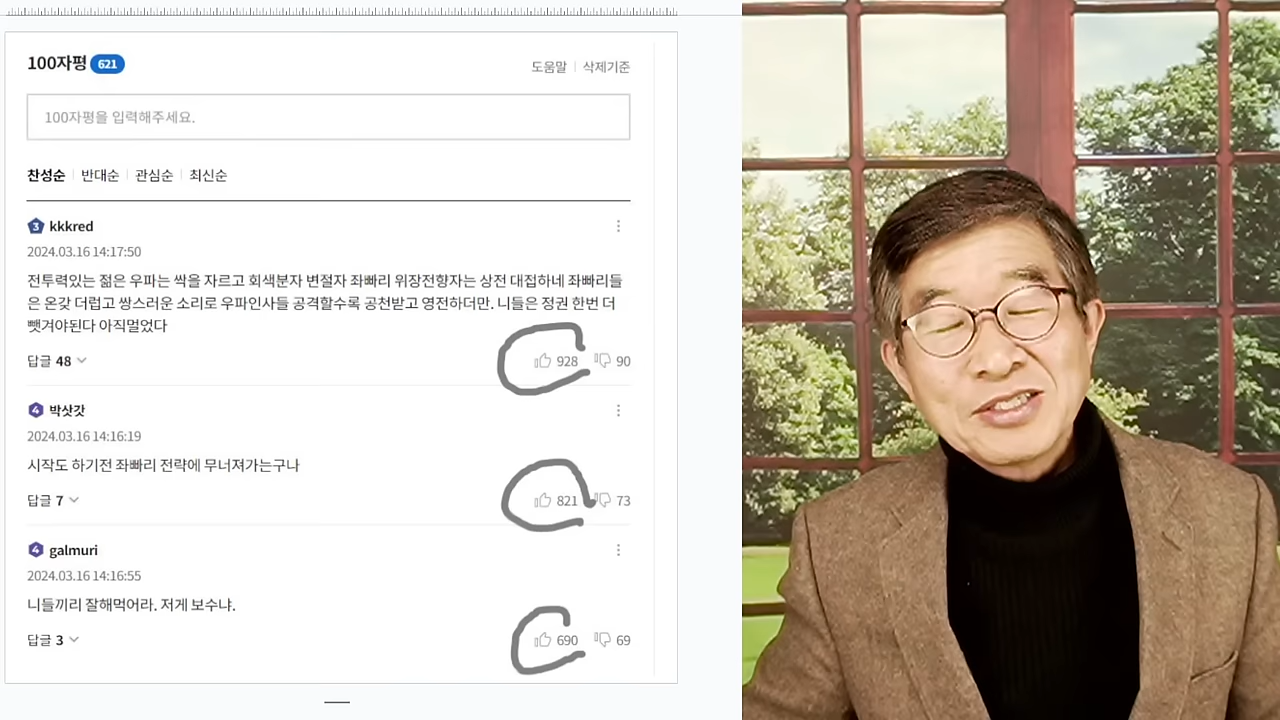 100자평 621
도움말 삭제기준
100자평을 입력해주세요.
찬성순 반대순 관심순 최신순
3 kkkred
2024.03.16 14:17:50
전투력있는 젊은 우파는 싹을 자르고 회색분자 변절자 좌빠리 위장전향자는 상전 대접하네 좌빠리들
은 온갖 더럽고 쌍스러운 소리로 우파인사들 공격할수록 공천받고 영전하더만. 니들은 정권 한번 더
뺏겨야된다 아직멀었다
답글 48 928 90
4 박삿갓
2024.03.16 14:16:19
시작도 하기전 좌빠리 전략에 무너져가는구나
답글 7 821 73
4 galmuri
2024.03.16 14:16:55
니들끼리 잘해먹어라. 저게 보수냐.
답글 3 690 69